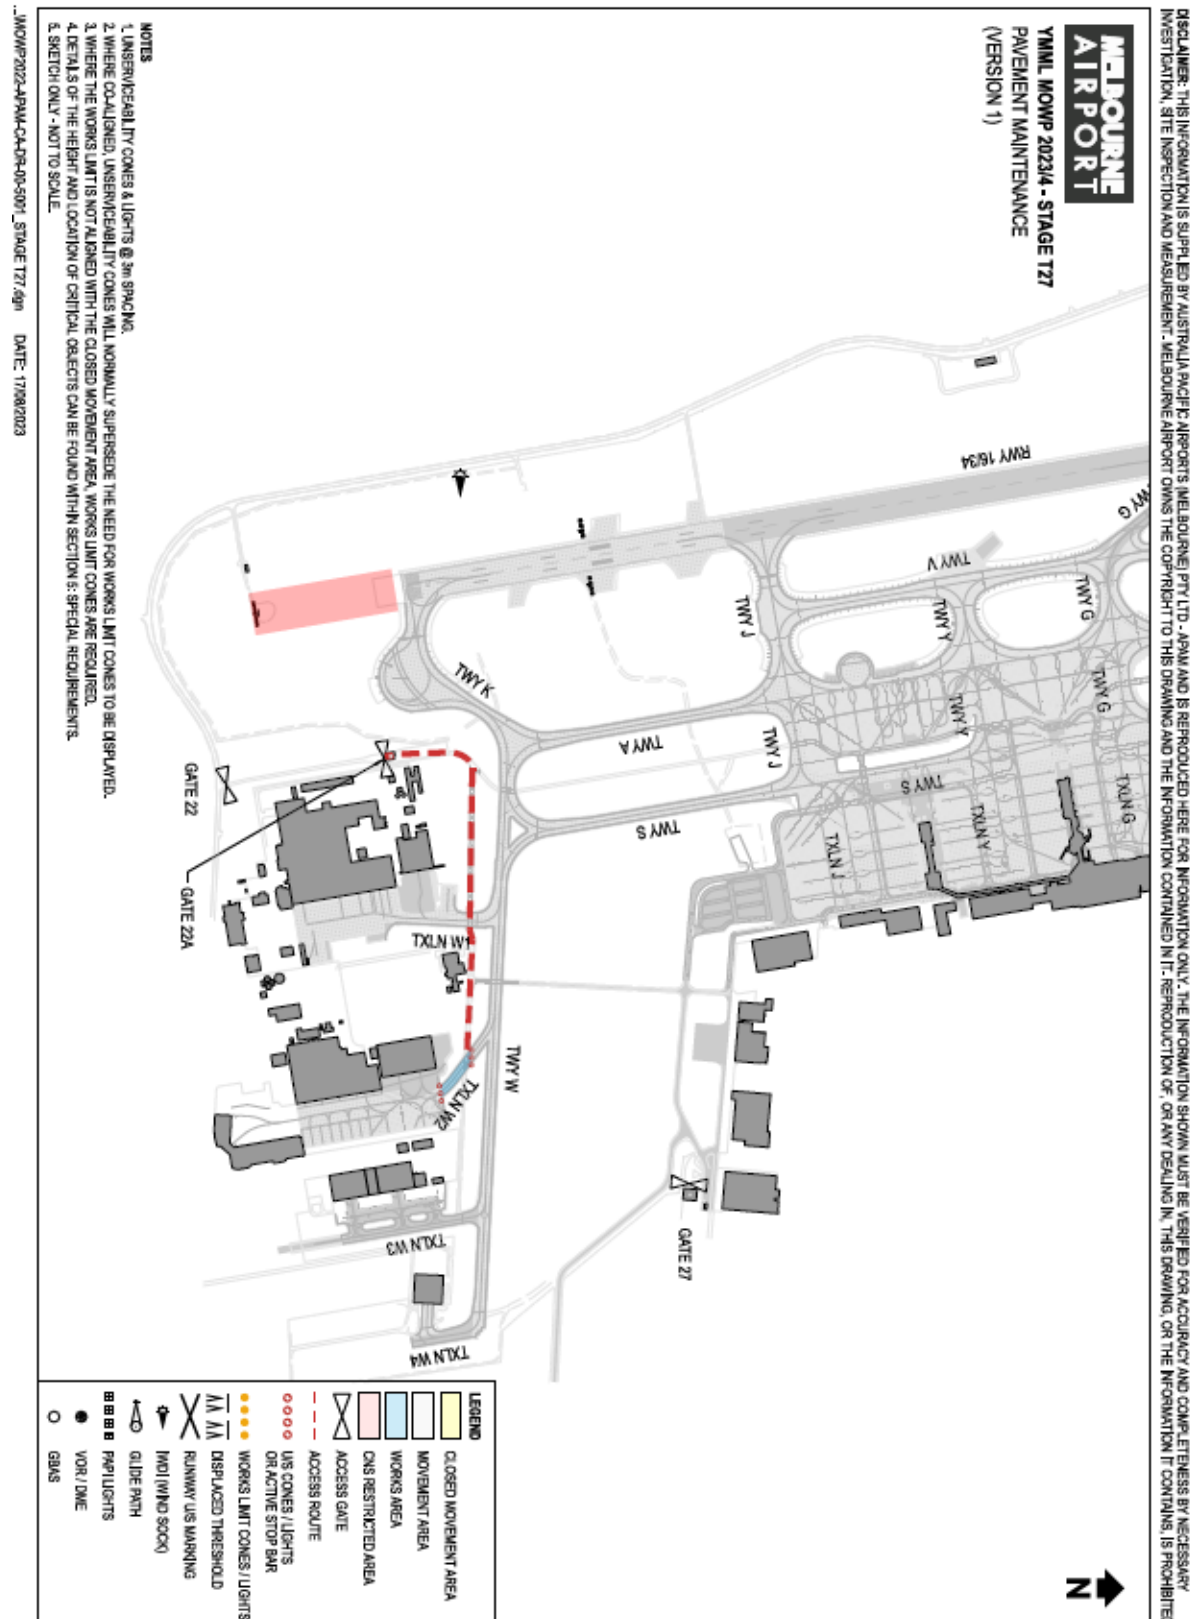 DISCLAIMER: THIS INFORMATION IS SUPPLIED BY AUSTRALIA PACIFIC AIRPORTS (MELBOURNE) PTY LTD - APAM AND IS REPRODUCED HERE FOR INFORMATION ONLY. THE INFORMATION SHOWN MUST BE VERIFIED FOR ACCURACY AND COMPLETENESS BY NECESSARY
INVESTIGATION, SITE INSPECTION AND MEASUREMENT. MELBOURNE AIRPORT OWNS THE COPYRIGHT TO THIS DRAWING AND THE INFORMATION CONTAINED IN IT. REPRODUCTION OF, OR ANY DEALING IN, THIS DRAWING, OR THE INFORMATION IT CONTAINS, IS PROHIBITED
MELBOURNE
AIRPORT
YMML MOWP 2023/4 - STAGE T27
PAVEMENT MAINTENANCE
(VERSION 1)
N
RWY 16/34
TWY G
TWY V
TWY G
TWY Y
TWY J
TWY G
TWY Y
TWY J
TWY K
TWY A
TWY S
TWY S
TXLN G
TXLN Y
TXLN J
TXLN W1
TWY W
TXLN W2
TXLN W3
TXLN W4
GATE 22
GATE 22A
GATE 27
LEGEND
CLOSED MOVEMENT AREA
MOVEMENT AREA
WORKS AREA
CNS RESTRICTED AREA
ACCESS GATE
ACCESS ROUTE
U/S CONES / LIGHTS
OR ACTIVE STOP BAR
WORKS LIMIT CONES / LIGHTS
DISPLACED THRESHOLD
RUNWAY U/S MARKING
IWDI (WIND SOCK)
GLIDE PATH
PAPI LIGHTS
VOR / DME
GBAS
NOTES
1. UNSERVICEABILITY CONES & LIGHTS @ 3m SPACING.
2. WHERE CO-ALIGNED, UNSERVICEABILITY CONES WILL NORMALLY SUPERSEDE THE NEED FOR WORKS LIMIT CONES TO BE DISPLAYED.
3. WHERE THE WORKS LIMIT IS NOT ALIGNED WITH THE CLOSED MOVEMENT AREA, WORKS LIMIT CONES ARE REQUIRED.
4. DETAILS OF THE HEIGHT AND LOCATION OF CRITICAL OBJECTS CAN BE FOUND WITHIN SECTION 5: SPECIAL REQUIREMENTS.
5. SKETCH ONLY - NOT TO SCALE.
...\MOWP2022-APAM-CA-DR-00-5001_STAGE T27.dgn DATE: 17/08/2023